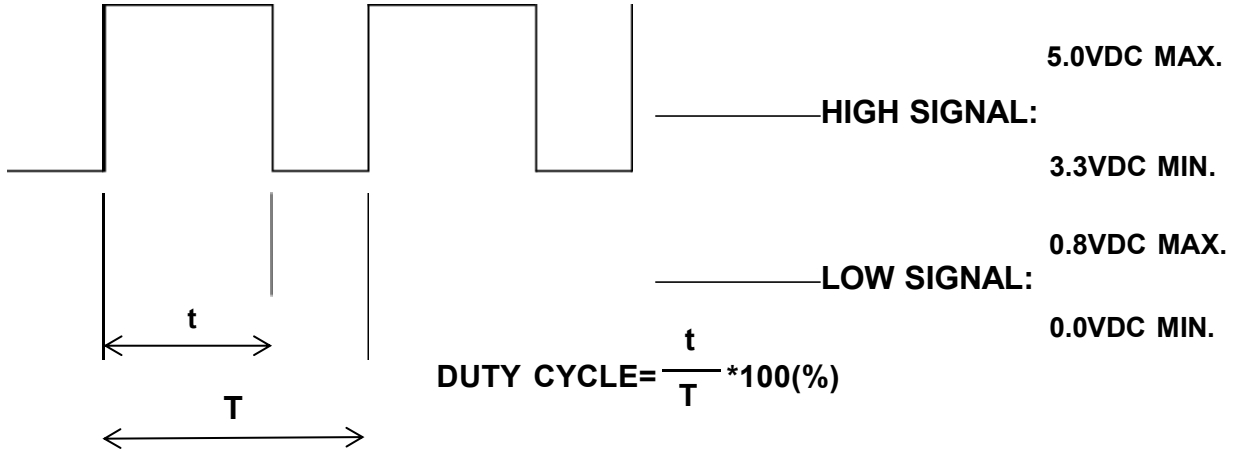 5.0VDC MAX.
HIGH SIGNAL:
3.3VDC MIN.
0.8VDC MAX.
LOW SIGNAL:
0.0VDC MIN.
t
T
DUTY CYCLE= t/T *100(%)